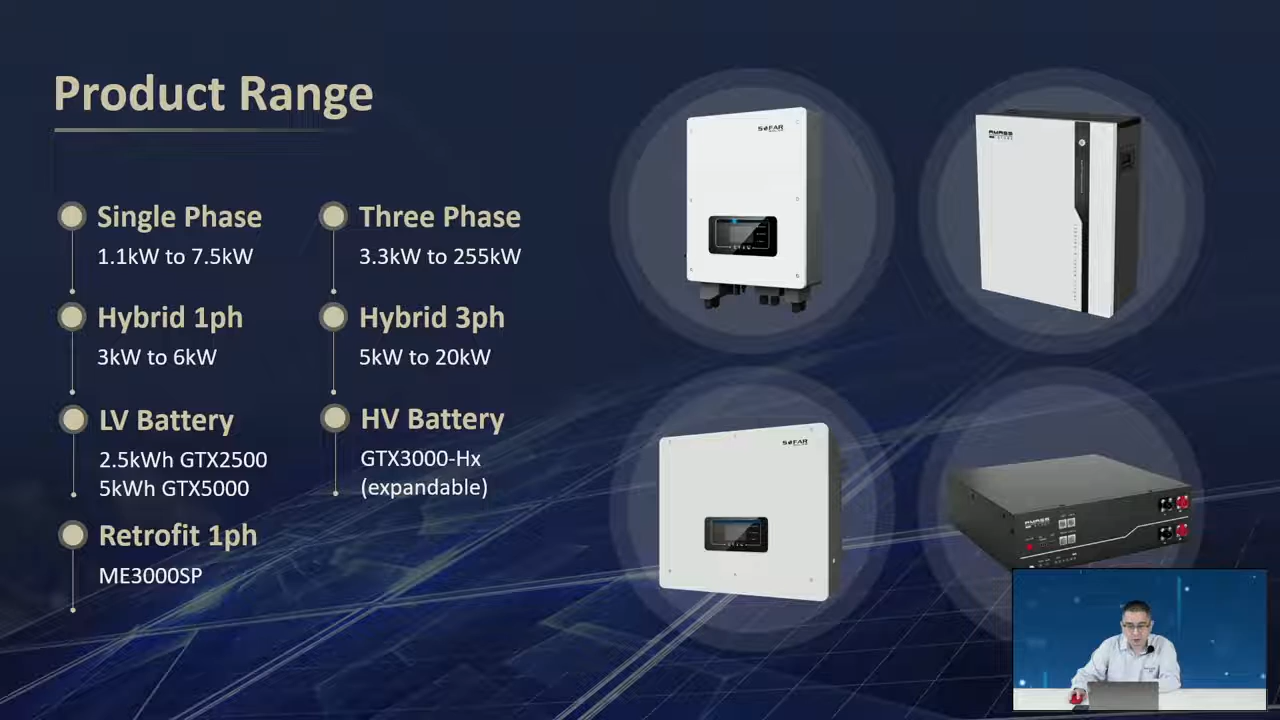 Product Range
Single Phase
1.1kW to 7.5kW
Three Phase
3.3kW to 255kW
Hybrid 1ph
3kW to 6kW
Hybrid 3ph
5kW to 20kW
LV Battery
2.5kWh GTX2500
5kWh GTX5000
HV Battery
GTX3000-Hx
(expandable)
Retrofit 1ph
ME3000SP
SOFAR
SOFAR